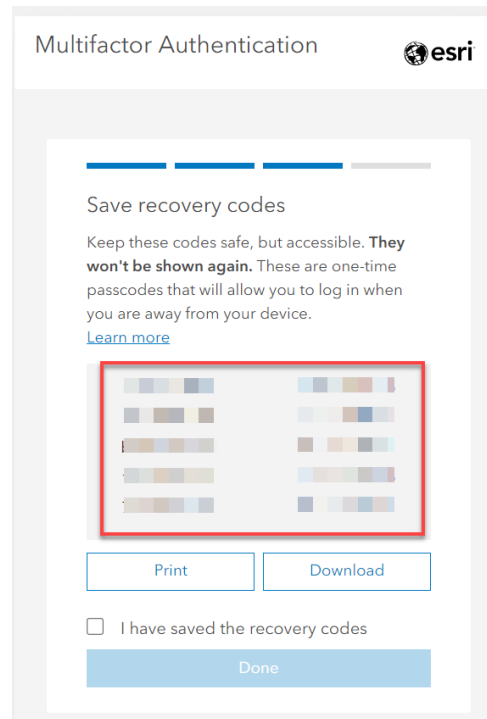 Multifactor Authentication
esri
Save recovery codes
Keep these codes safe, but accessible. They
won't be shown again. These are one-time
passcodes that will allow you to log in when
you are away from your device.
Learn more
Print
Download
I have saved the recovery codes
Done